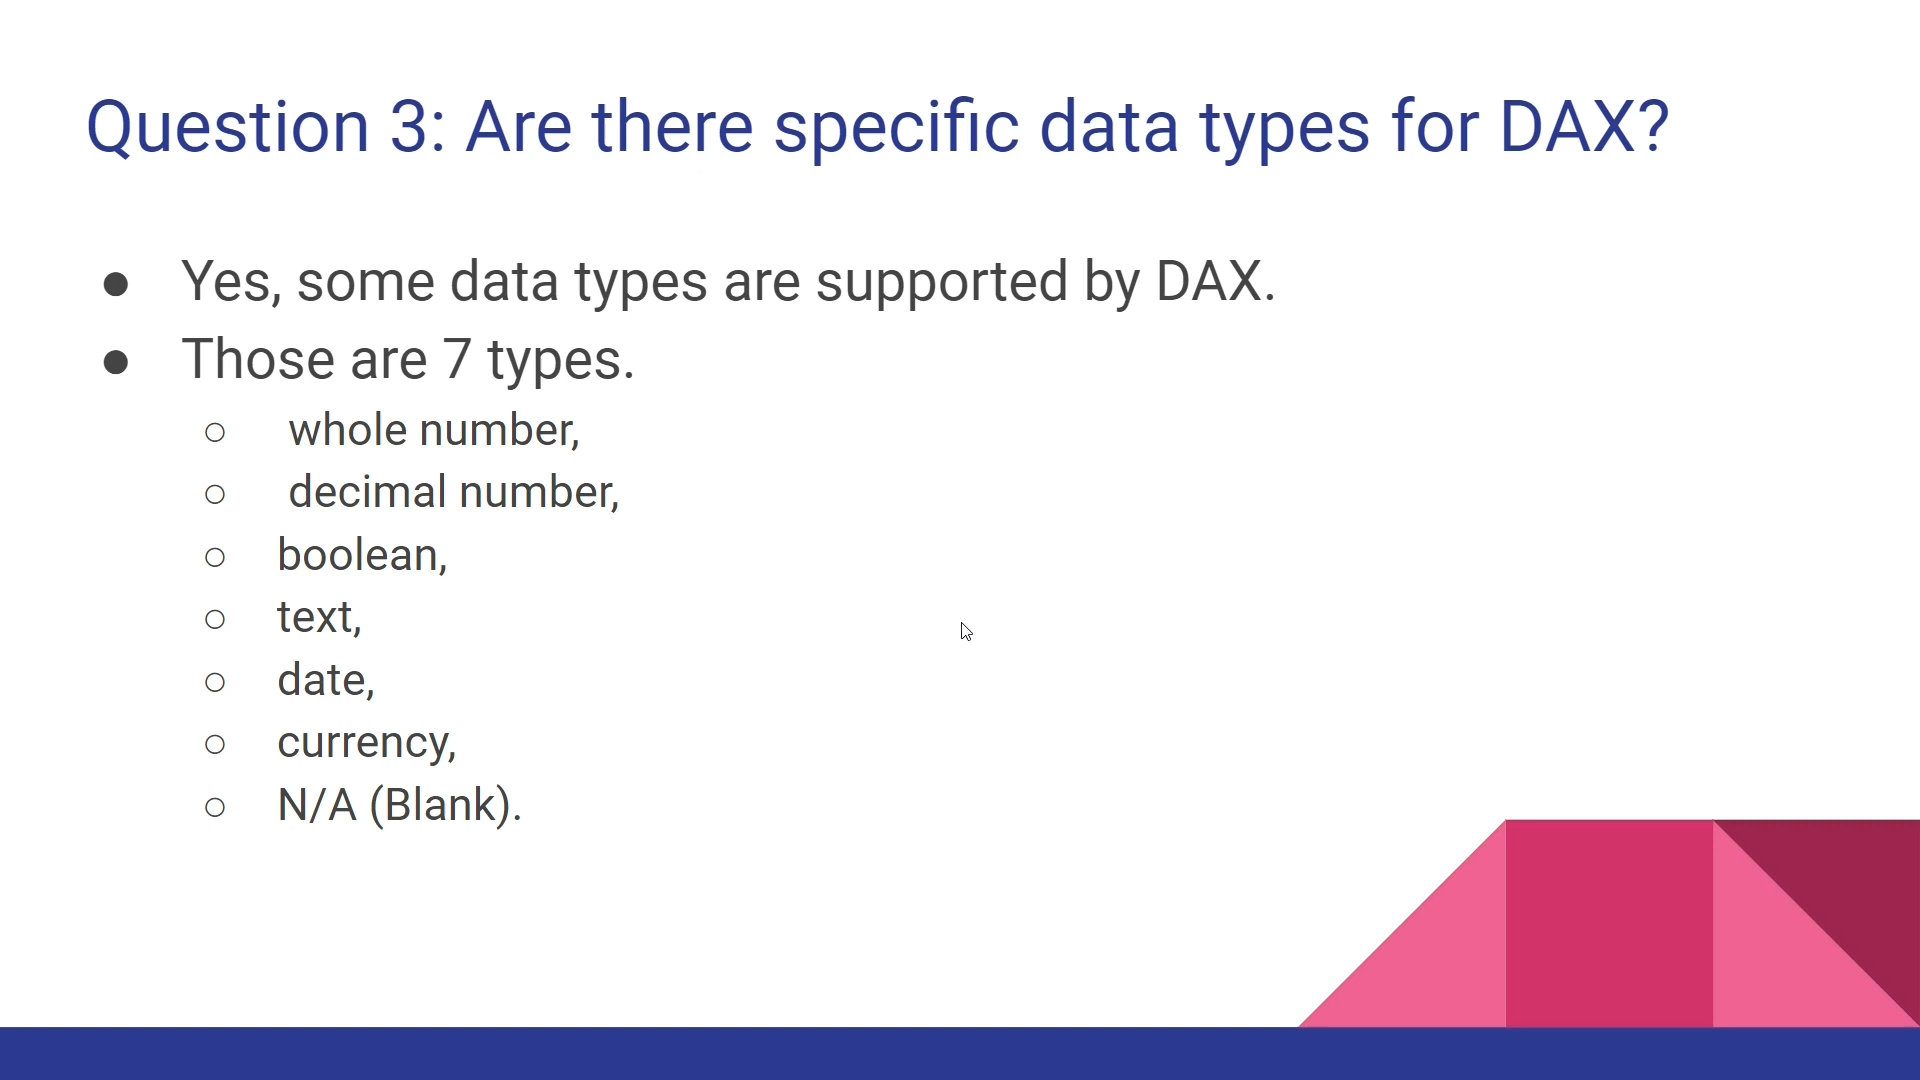 Question 3: Are there specific data types for DAX?
● Yes, some data types are supported by DAX.
● Those are 7 types.
○ whole number,
○ decimal number,
○ boolean,
○ text,
○ date,
○ currency,
○ N/A (Blank).